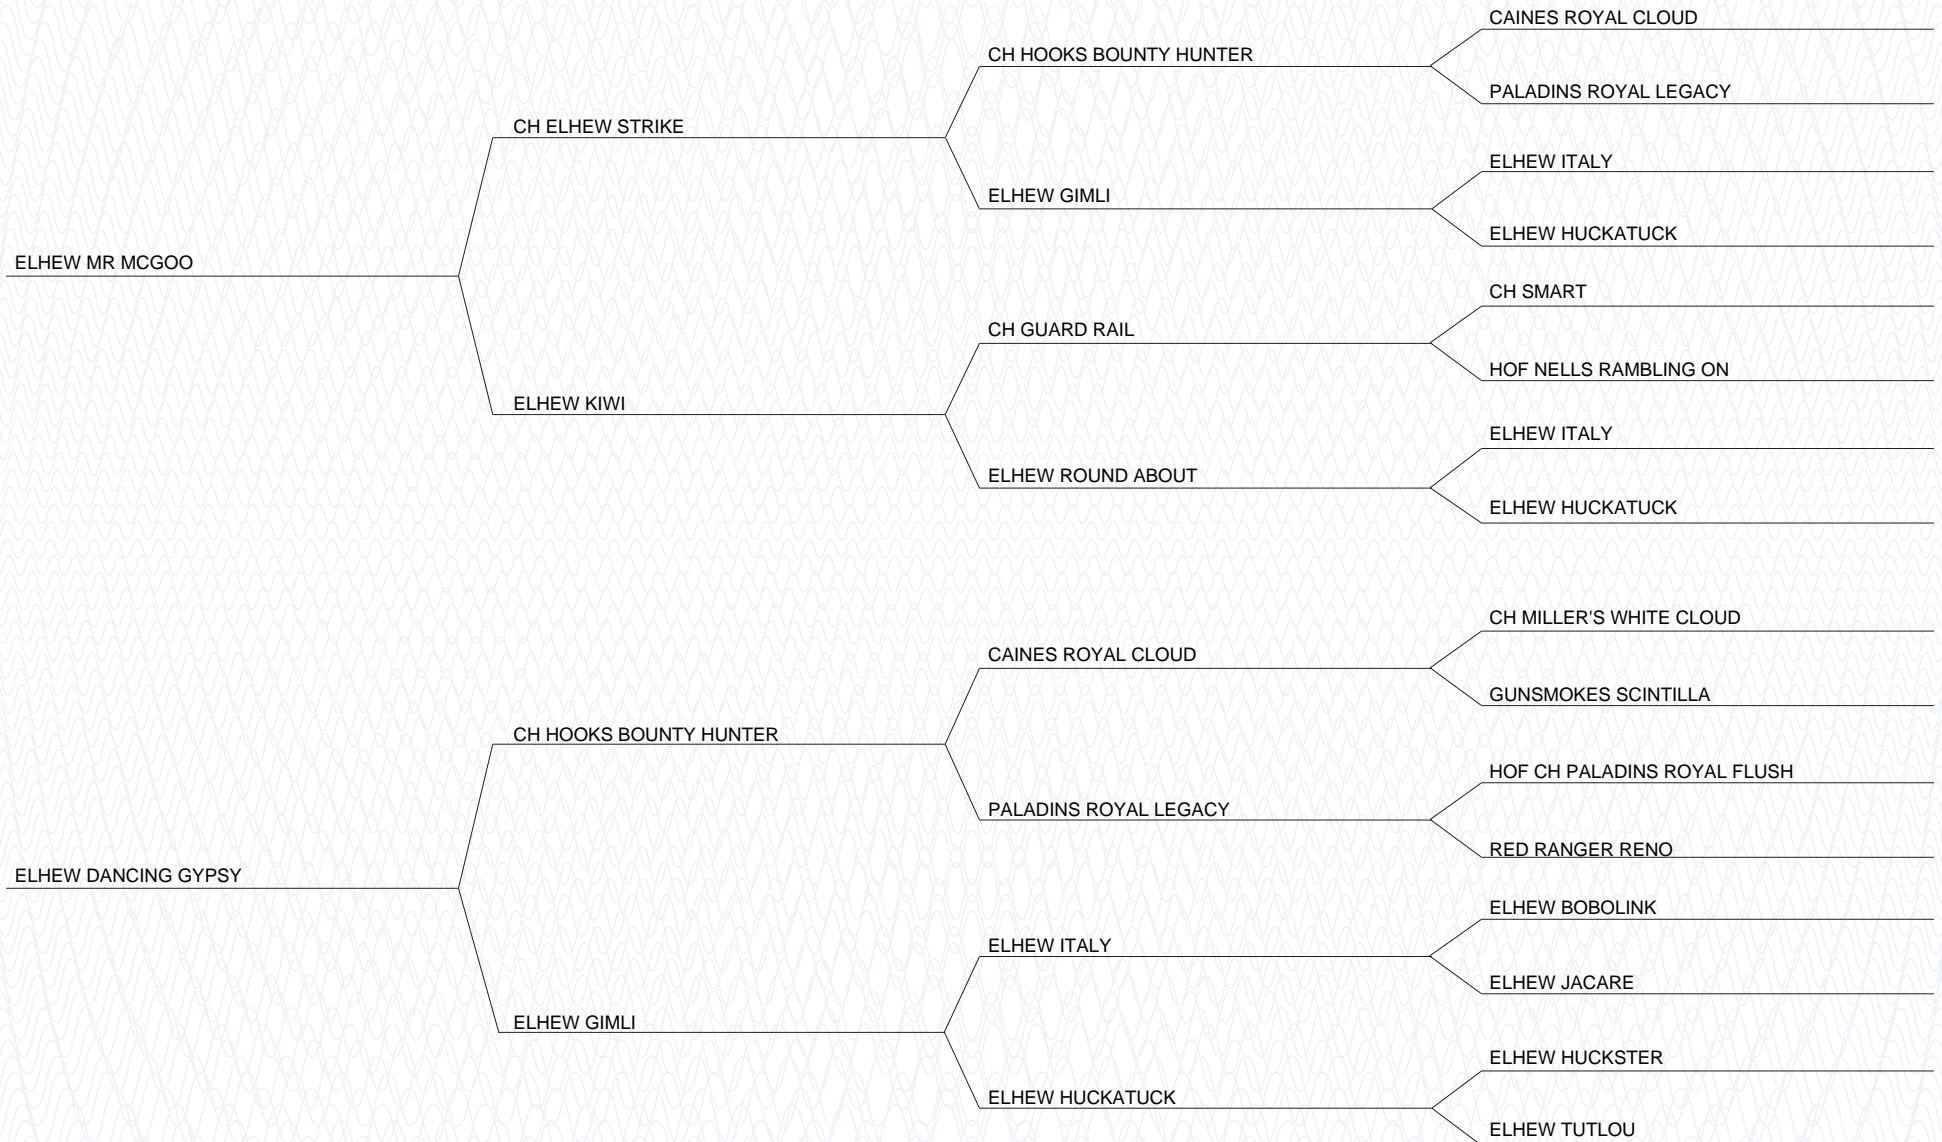 CAINES ROYAL CLOUD
CH HOOKS BOUNTY HUNTER
PALADINS ROYAL LEGACY
CH ELHEW STRIKE
ELHEW ITALY
ELHEW GIMLI
ELHEW HUCKATUCK
ELHEW MR MCGOO
CH SMART
CH GUARD RAIL
HOF NELLS RAMBLING ON
ELHEW KIWI
ELHEW ITALY
ELHEW ROUND ABOUT
ELHEW HUCKATUCK
CH MILLER'S WHITE CLOUD
CAINES ROYAL CLOUD
GUNSMOKES SCINTILLA
CH HOOKS BOUNTY HUNTER
HOF CH PALADINS ROYAL FLUSH
PALADINS ROYAL LEGACY
RED RANGER RENO
ELHEW DANCING GYPSY
ELHEW BOBOLINK
ELHEW ITALY
ELHEW JACARE
ELHEW GIMLI
ELHEW HUCKSTER
ELHEW HUCKATUCK
ELHEW TUTLOU